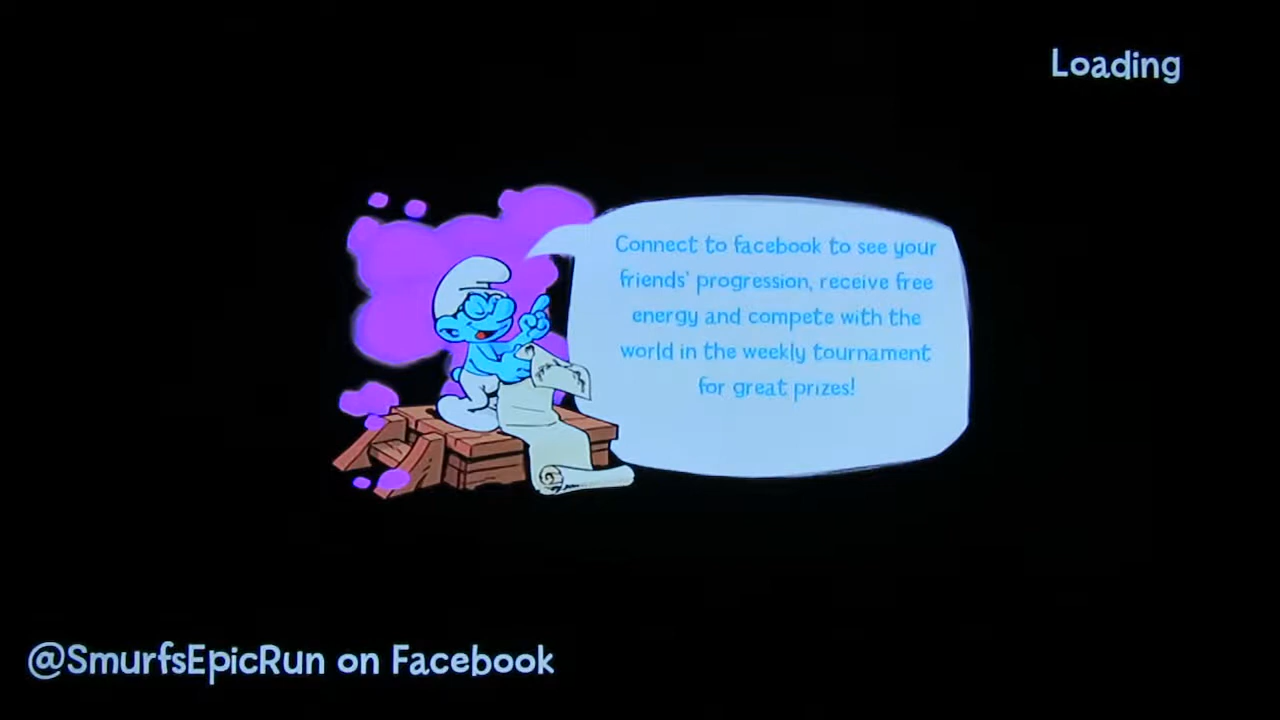 Loading
Connect to facebook to see your
friends' progression, receive free
energy and compete with the
world in the weekly tournament
for great prizes!
@SmurfsEpicRun on Facebook